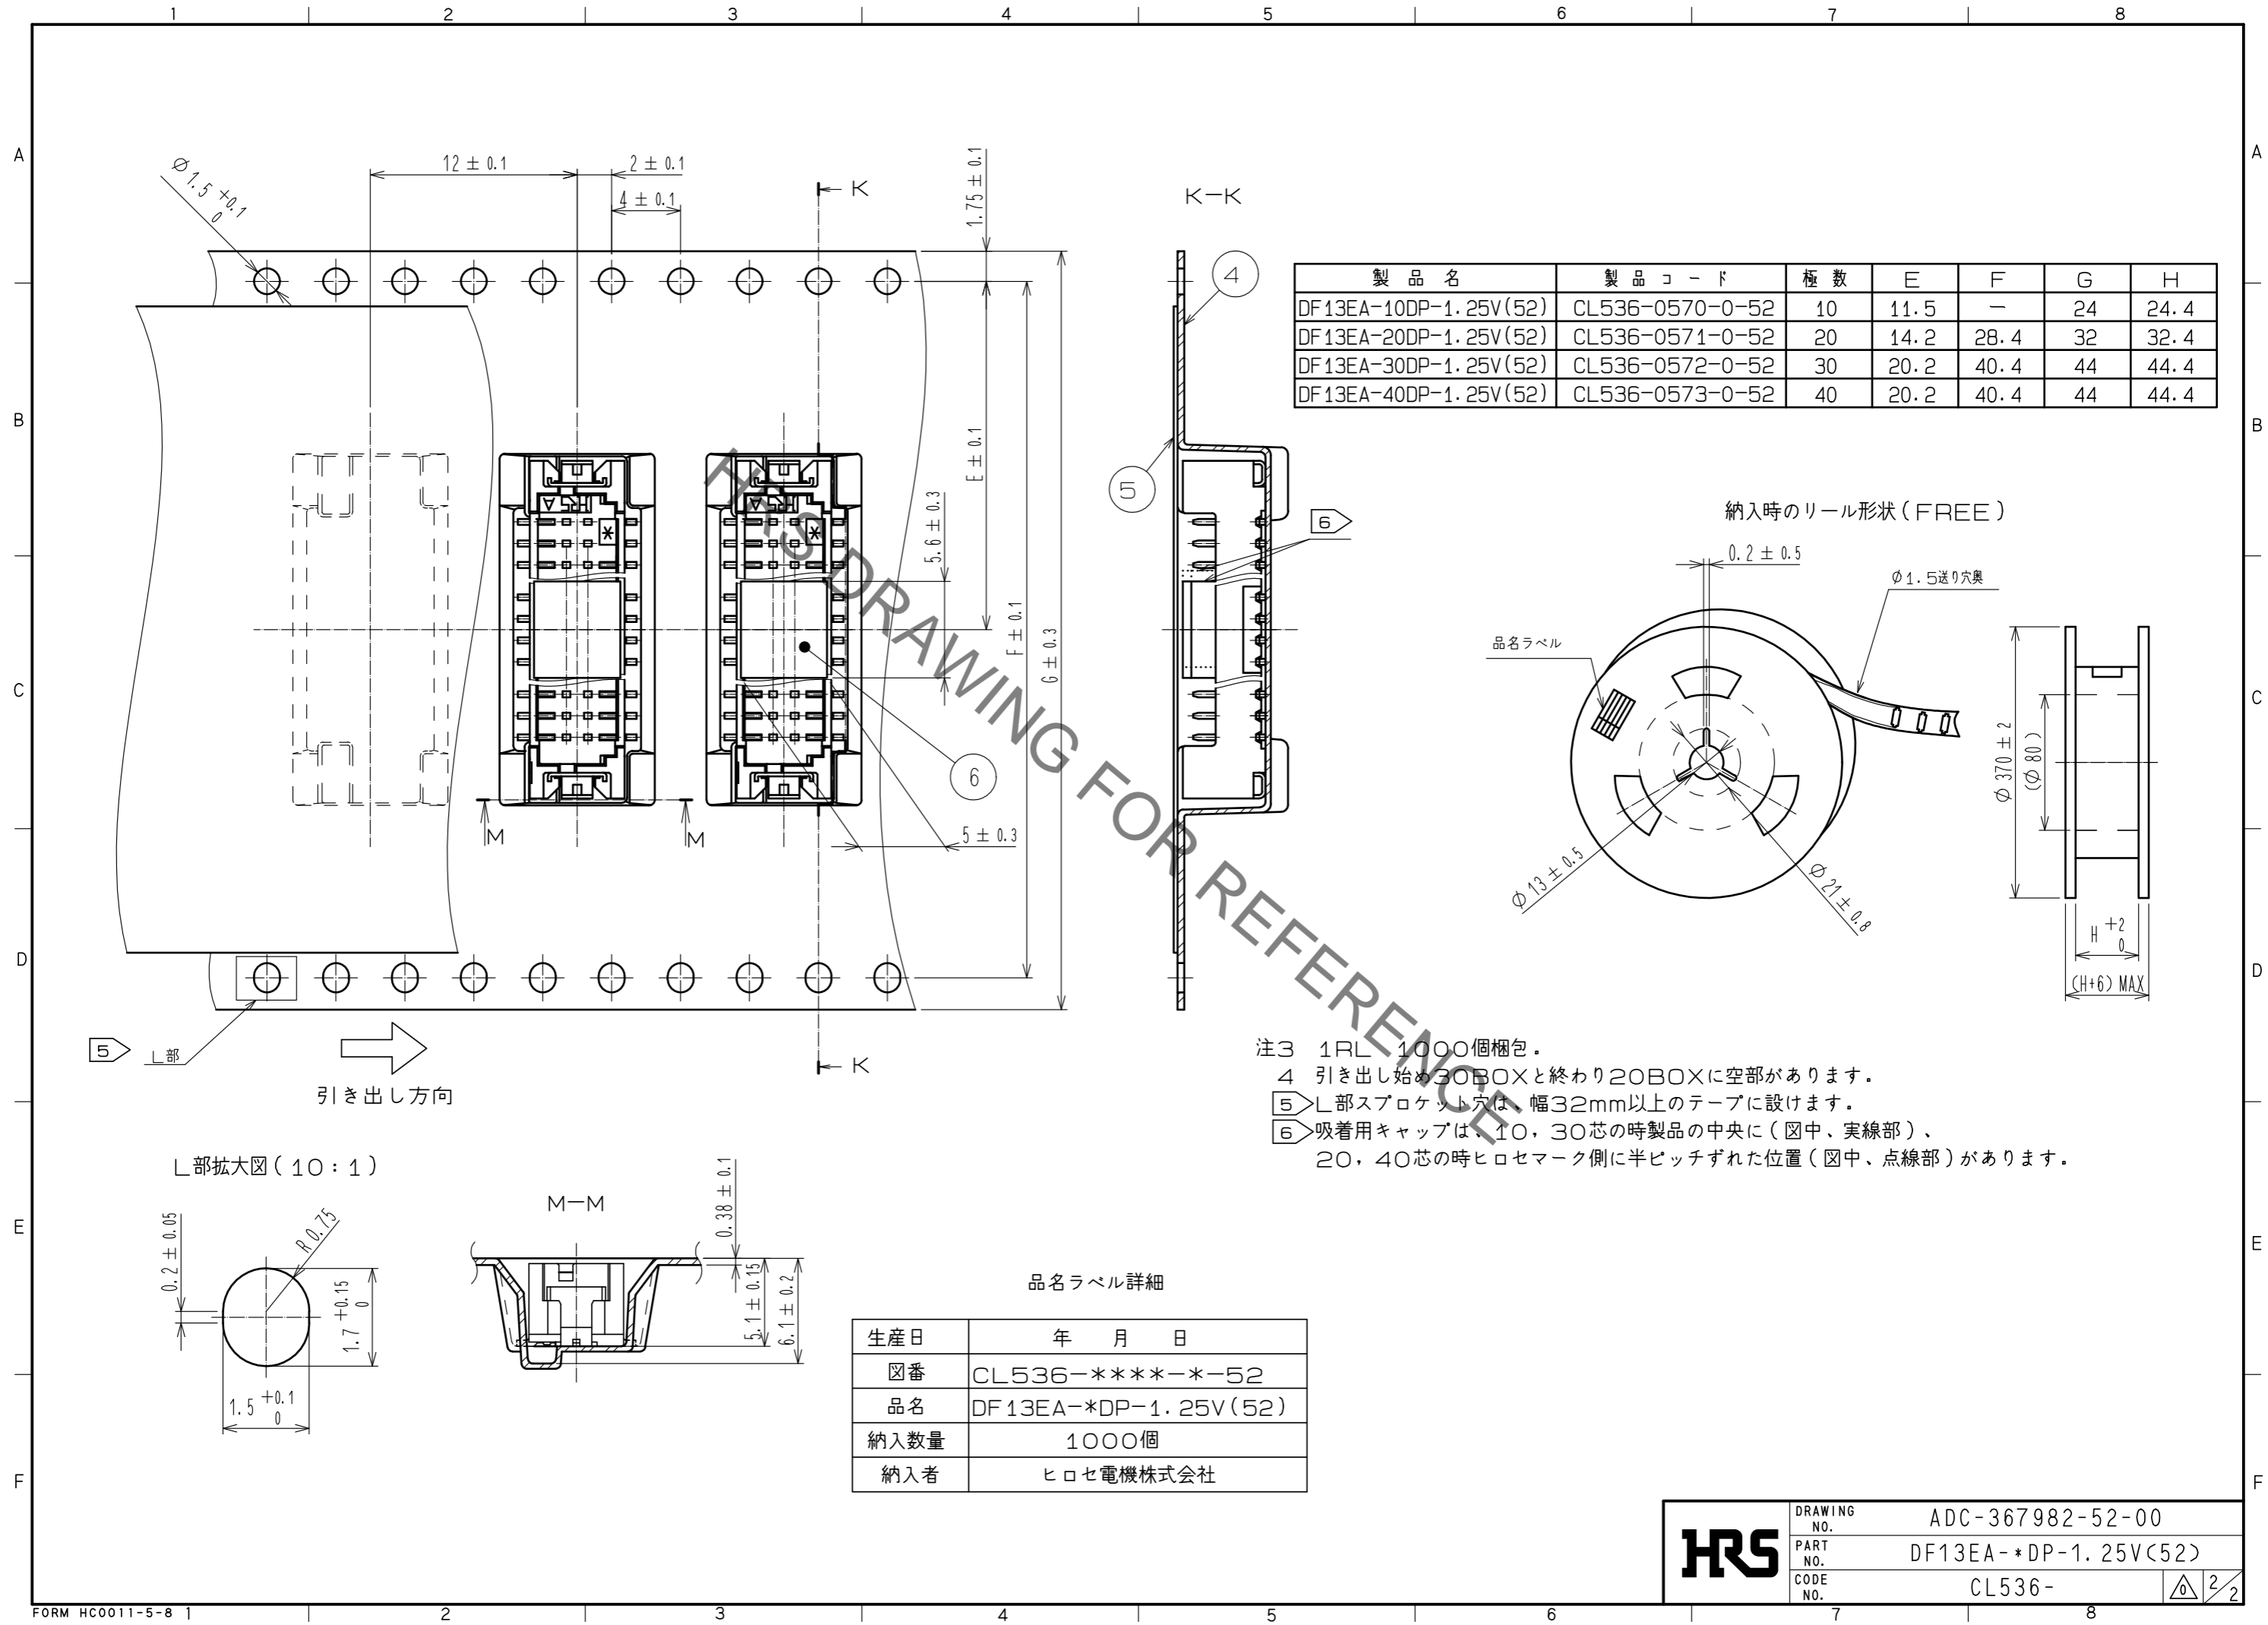 1 2 3 4 5 6 7 8
A A
B B
C C
D D
E E
F F
Ø1.5 +0.1 0
12 ± 0.1
2 ± 0.1
4 ± 0.1
K
1.75 ± 0.1
E ± 0.1
5.6 ± 0.3
F ± 0.1
G ± 0.3
5 ± 0.3
*
*
6
M M
K
5 L部
引き出し方向
K-K
4
5
6
製品名 製品コード 極数 E F G H
DF13EA-10DP-1.25V(52) CL536-0570-0-52 10 11.5 - 24 24.4
DF13EA-20DP-1.25V(52) CL536-0571-0-52 20 14.2 28.4 32 32.4
DF13EA-30DP-1.25V(52) CL536-0572-0-52 30 20.2 40.4 44 44.4
DF13EA-40DP-1.25V(52) CL536-0573-0-52 40 20.2 40.4 44 44.4
納入時のリール形状(FREE)
0.2 ± 0.5
Ø1.5送り穴奥
品名ラベル
Ø13 ± 0.5
Ø21 ± 0.8
Ø370 ± 2
(Ø80)
H +2 0
(H+6) MAX
HRS DRAWING FOR REFERENCE
注3 1RL 1000個梱包.
4 引き出し始め30BOXと終わり20BOXに空部があります.
5 L部スプロケット穴は、幅32mm以上のテープに設けます.
6 吸着用キャップは、10,30芯の時製品の中央に(図中、実線部)、
20,40芯の時ヒロセマーク側に半ピッチずれた位置(図中、点線部)があります.
L部拡大図(10:1)
0.2 ± 0.05
R0.75
1.7 +0.15 0
1.5 +0.1 0
M-M
0.38 ± 0.1
5.1 ± 0.15
6.1 ± 0.2
品名ラベル詳細
生産日 年 月 日
図番 CL536-****-*-52
品名 DF13EA-*DP-1.25V(52)
納入数量 1000個
納入者 ヒロセ電機株式会社
HRS
DRAWING NO. ADC-367982-52-00
PART NO. DF13EA-*DP-1.25V(52)
CODE NO. CL536- 0 2/2
FORM HC0011-5-8 1 2 3 4 5 6 7 8